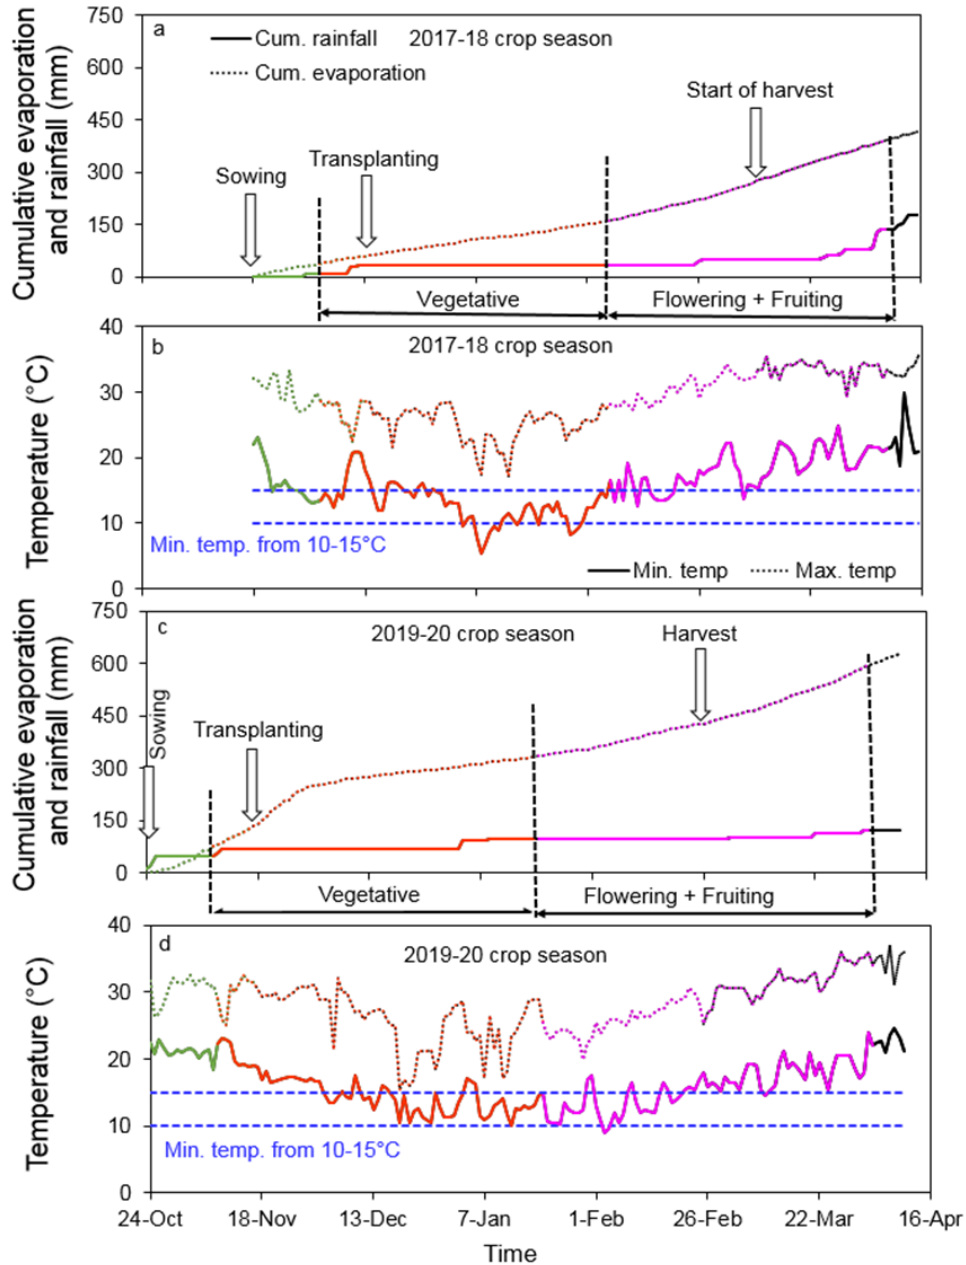 Cumulative evaporation
and rainfall (mm)
750
600
450
300
150
0
a
Cum. rainfall
2017-18 crop season
Cum. evaporation
Start of harvest
Transplanting
Sowing
Vegetative
Flowering + Fruiting
Temperature (°C)
40
30
20
10
0
b
2017-18 crop season
Min. temp. from 10-15°C
Min. temp
Max. temp
Cumulative evaporation
and rainfall (mm)
750
600
450
300
150
0
c
2019-20 crop season
Harvest
Sowing
Transplanting
Vegetative
Flowering + Fruiting
Temperature (°C)
40
30
20
10
0
d
2019-20 crop season
Min. temp. from 10-15°C
24-Oct
18-Nov
13-Dec
7-Jan
1-Feb
26-Feb
22-Mar
16-Apr
Time